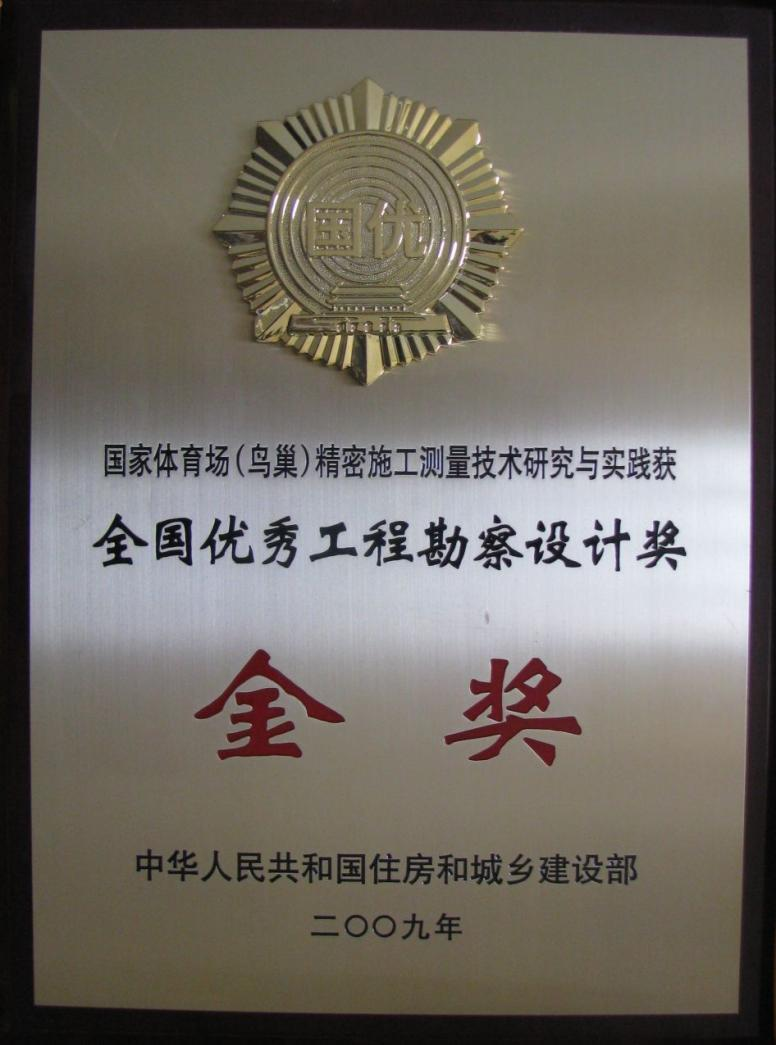 国优
国家体育场(鸟巢)精密施工测量技术研究与实践获
全国优秀工程勘察设计奖
金奖
中华人民共和国住房和城乡建设部
二〇〇九年